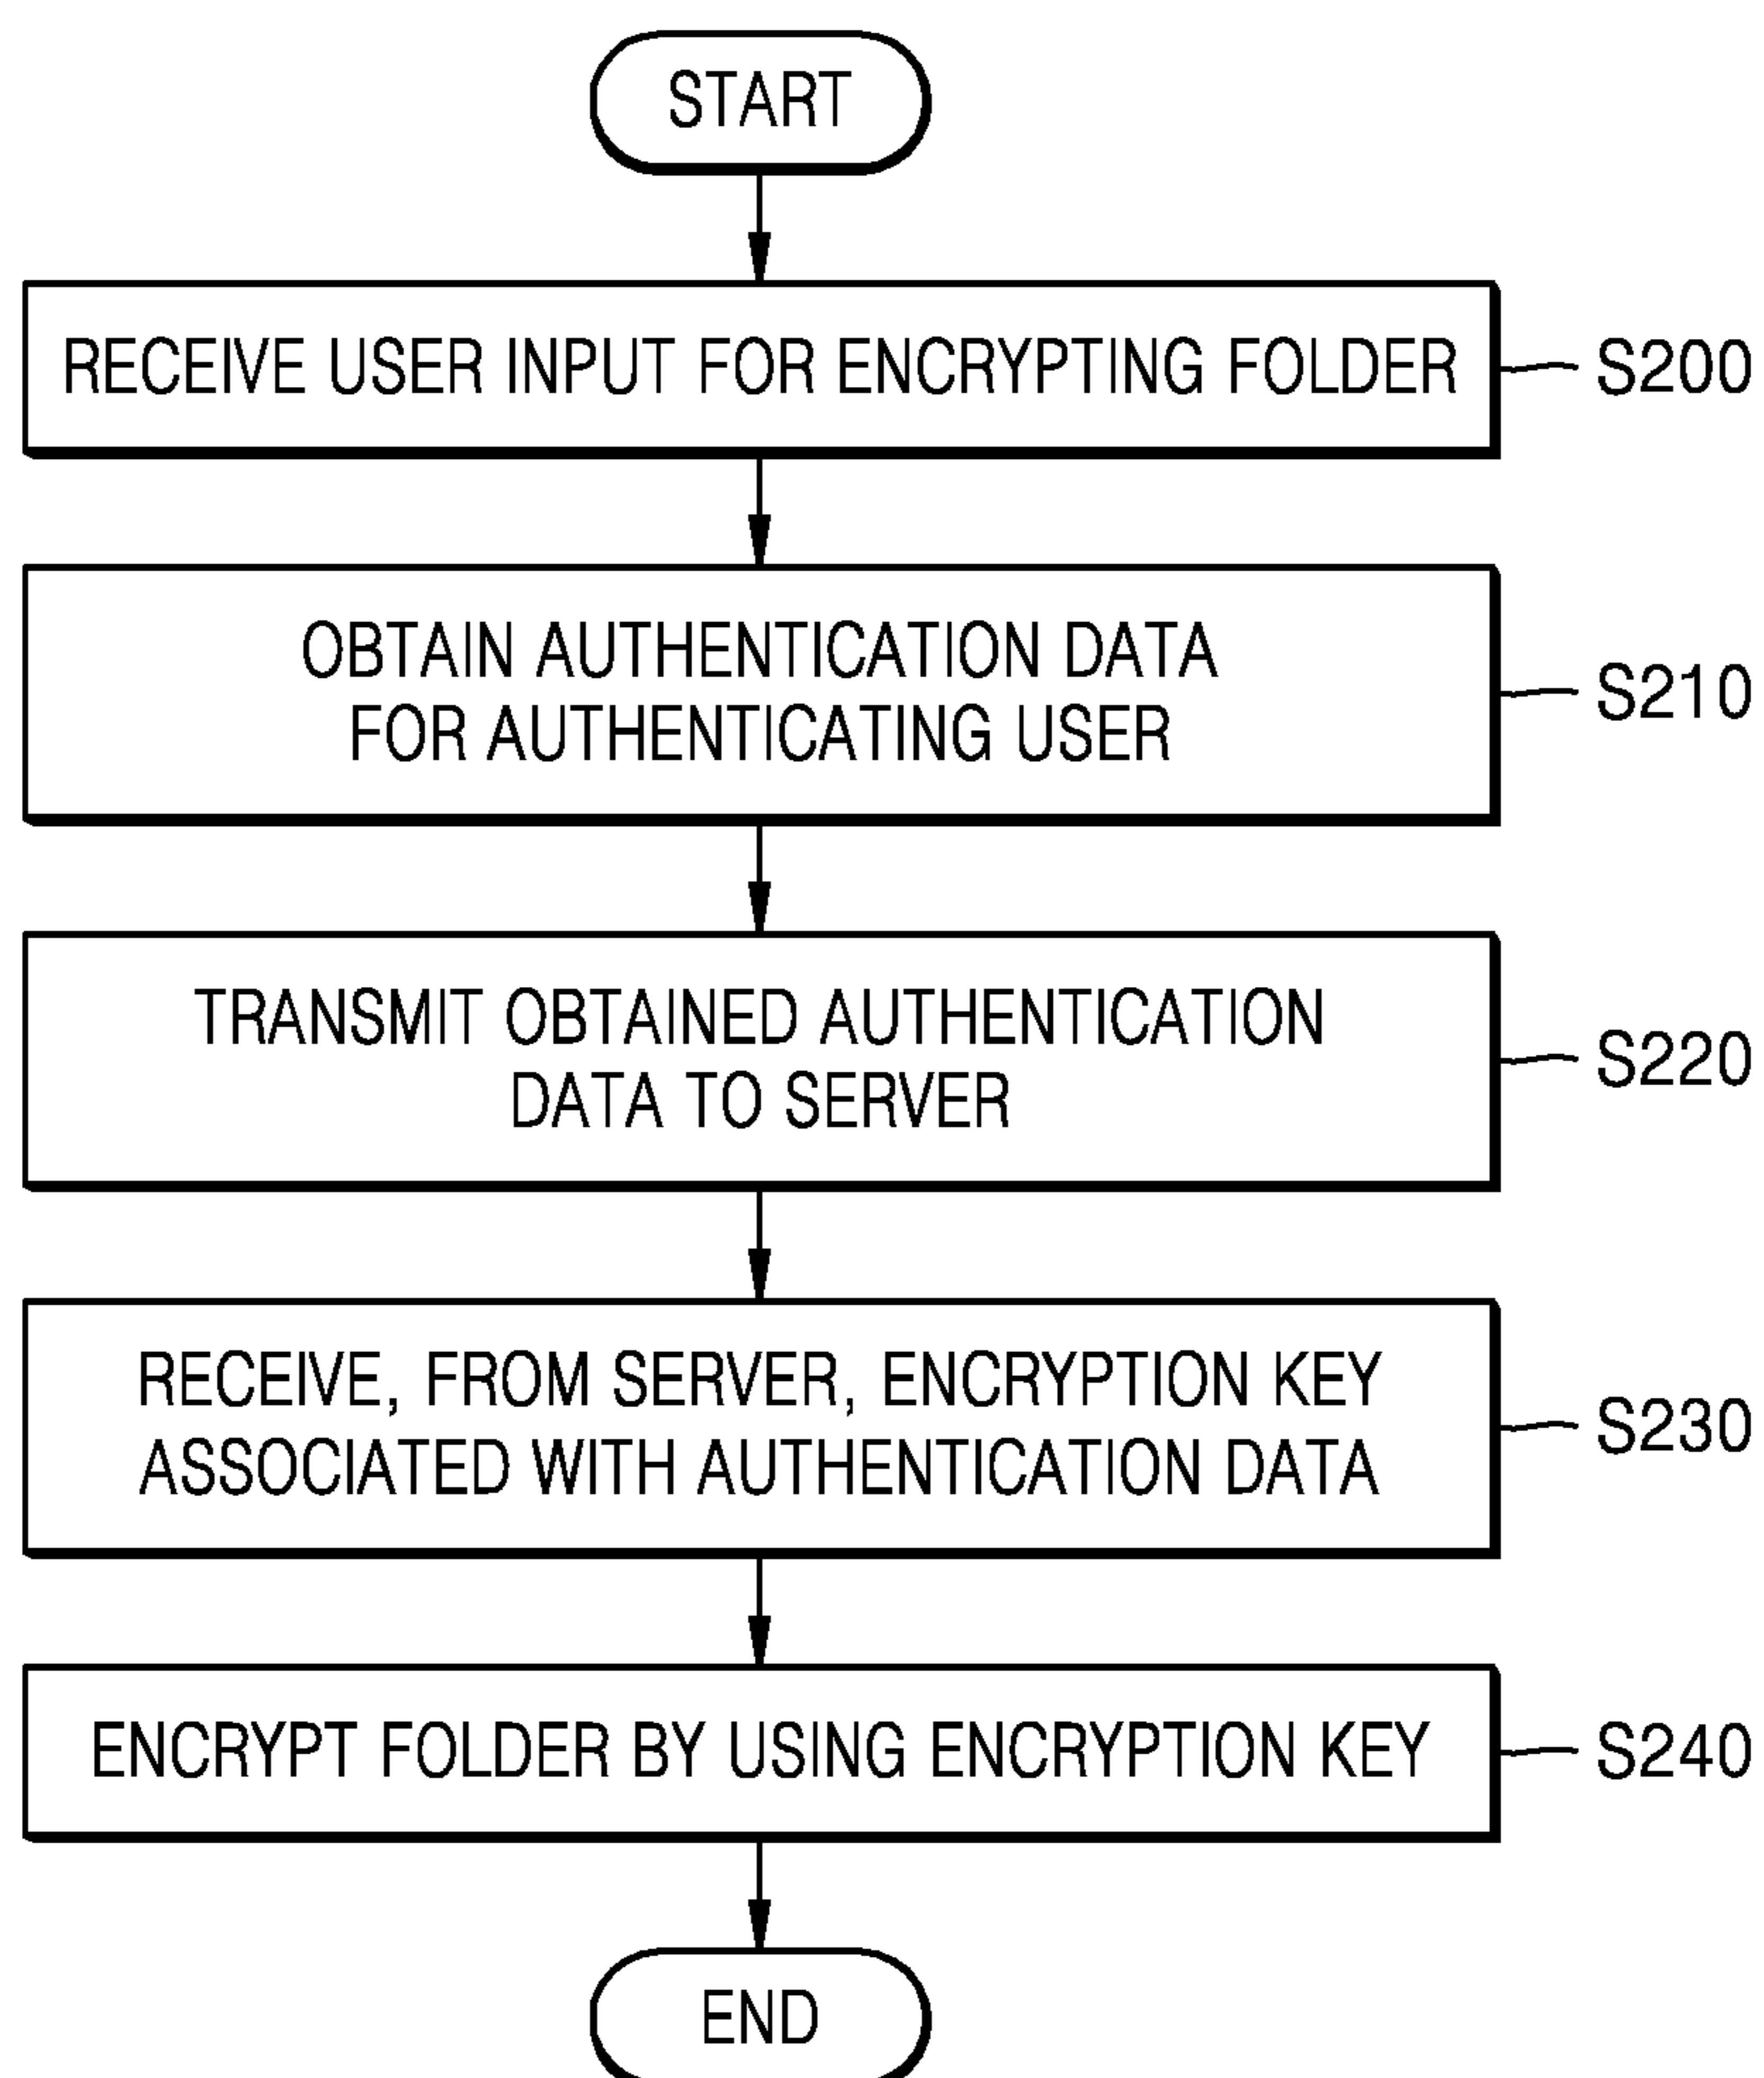 START
RECEIVE USER INPUT FOR ENCRYPTING FOLDER
S200
OBTAIN AUTHENTICATION DATA
FOR AUTHENTICATING USER
S210
TRANSMIT OBTAINED AUTHENTICATION
DATA TO SERVER
S220
RECEIVE, FROM SERVER, ENCRYPTION KEY
ASSOCIATED WITH AUTHENTICATION DATA
S230
ENCRYPT FOLDER BY USING ENCRYPTION KEY
S240
END